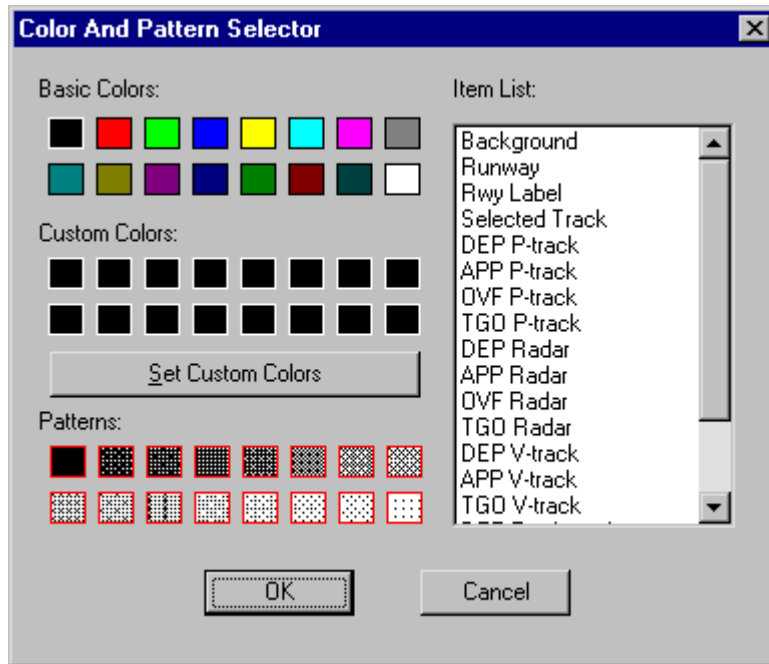 Color And Pattern Selector
Basic Colors:
Custom Colors:
Set Custom Colors
Patterns:
Item List:
Background
Runway
Rwy Label
Selected Track
DEP P-track
APP P-track
OVF P-track
TGO P-track
DEP Radar
APP Radar
OVF Radar
TGO Radar
DEP V-track
APP V-track
TGO V-track
OK
Cancel